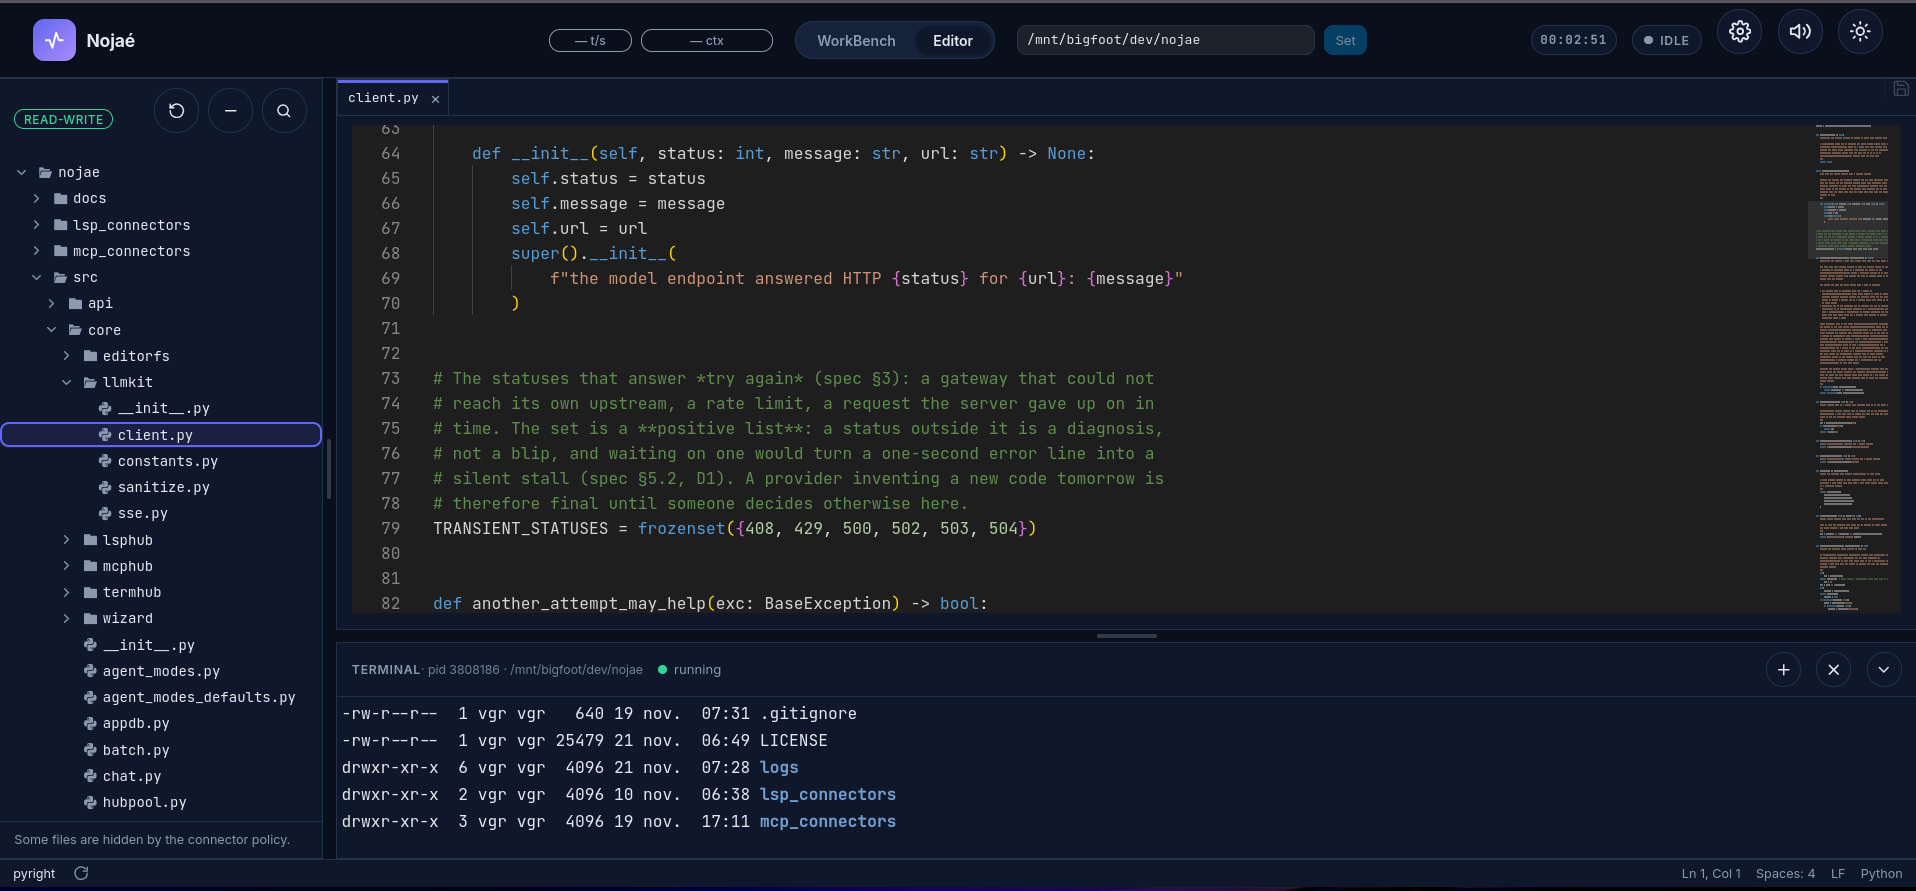 Nojaé
— t/s
— ctx
WorkBench
Editor
/mnt/bigfoot/dev/nojae
Set
00:02:51
IDLE
READ-WRITE
nojae
docs
lsp_connectors
mcp_connectors
src
api
core
editorfs
llmkit
__init__.py
client.py
constants.py
sanitize.py
sse.py
lsphub
mcphub
termhub
wizard
__init__.py
agent_modes.py
agent_modes_defaults.py
appdb.py
batch.py
chat.py
hubpool.py
Some files are hidden by the connector policy.
client.py
63
64 def __init__(self, status: int, message: str, url: str) -> None:
65 self.status = status
66 self.message = message
67 self.url = url
68 super().__init__(
69 f"the model endpoint answered HTTP {status} for {url}: {message}"
70 )
71
72
73 # The statuses that answer *try again* (spec §3): a gateway that could not
74 # reach its own upstream, a rate limit, a request the server gave up on in
75 # time. The set is a **positive list**: a status outside it is a diagnosis,
76 # not a blip, and waiting on one would turn a one-second error line into a
77 # silent stall (spec §5.2, D1). A provider inventing a new code tomorrow is
78 # therefore final until someone decides otherwise here.
79 TRANSIENT_STATUSES = frozenset({408, 429, 500, 502, 503, 504})
80
81
82 def another_attempt_may_help(exc: BaseException) -> bool:
TERMINAL · pid 3808186 · /mnt/bigfoot/dev/nojae running
-rw-r--r-- 1 vgr vgr 640 19 nov. 07:31 .gitignore
-rw-r--r-- 1 vgr vgr 25479 21 nov. 06:49 LICENSE
drwxr-xr-x 6 vgr vgr 4096 21 nov. 07:28 logs
drwxr-xr-x 2 vgr vgr 4096 10 nov. 06:38 lsp_connectors
drwxr-xr-x 3 vgr vgr 4096 19 nov. 17:11 mcp_connectors
pyright
Ln 1, Col 1
Spaces: 4
LF
Python